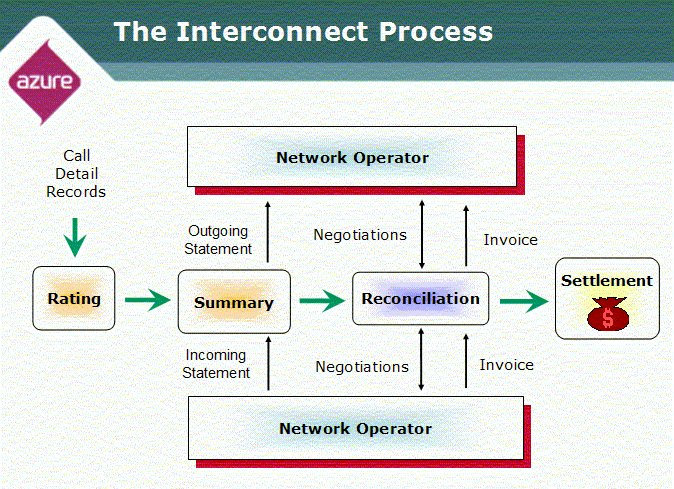 The Interconnect Process
azure
Call
Detail
Records
Network Operator
Outgoing
Statement
Negotiations
Invoice
Rating
Summary
Reconciliation
Settlement
$
Incoming
Statement
Negotiations
Invoice
Network Operator